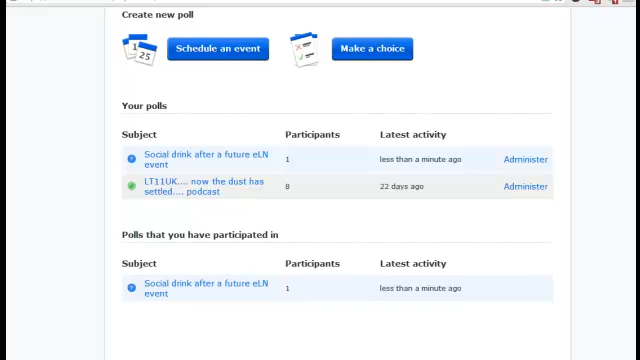 Create new poll
1
25
Schedule an event
Make a choice
Your polls
Subject Participants Latest activity
Social drink after a future eLN
event
1 less than a minute ago Administer
LT11UK.... now the dust has
settled.... podcast
8 22 days ago Administer
Polls that you have participated in
Subject Participants Latest activity
Social drink after a future eLN
event
1 less than a minute ago